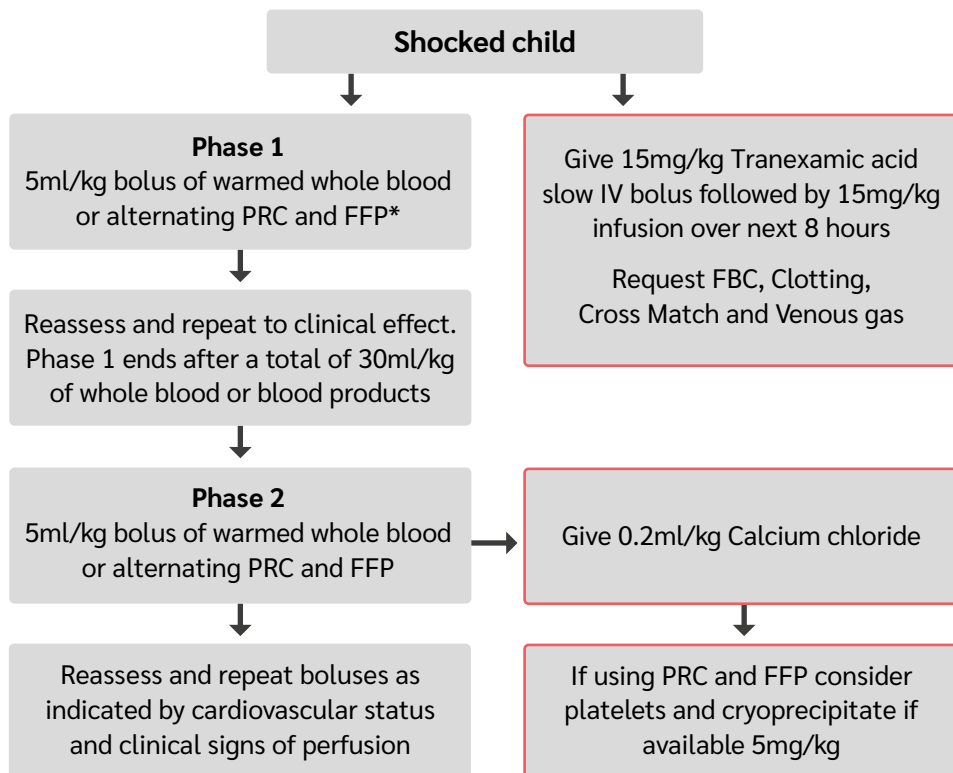 Shocked child
Phase 1
5ml/kg bolus of warmed whole blood
or alternating PRC and FFP*
Give 15mg/kg Tranexamic acid
slow IV bolus followed by 15mg/kg
infusion over next 8 hours
Request FBC, Clotting,
Cross Match and Venous gas
Reassess and repeat to clinical effect.
Phase 1 ends after a total of 30ml/kg
of whole blood or blood products
Phase 2
5ml/kg bolus of warmed whole blood
or alternating PRC and FFP
Give 0.2ml/kg Calcium chloride
Reassess and repeat boluses as
indicated by cardiovascular status
and clinical signs of perfusion
If using PRC and FFP consider
platelets and cryoprecipitate if
available 5mg/kg